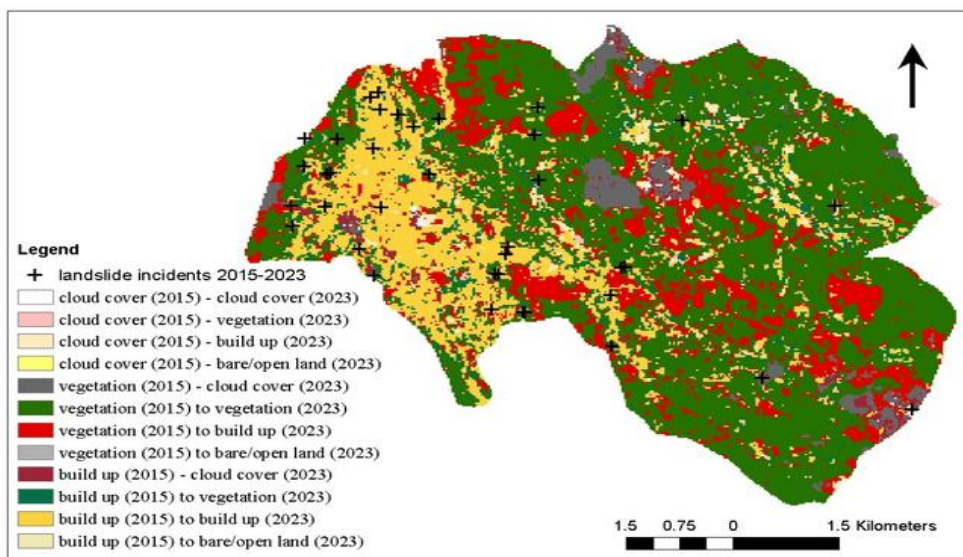 Legend
landslide incidents 2015-2023
cloud cover (2015) - cloud cover (2023)
cloud cover (2015) - vegetation (2023)
cloud cover (2015) - build up (2023)
cloud cover (2015) - bare/open land (2023)
vegetation (2015) - cloud cover (2023)
vegetation (2015) to vegetation (2023)
vegetation (2015) to build up (2023)
vegetation (2015) to bare/open land (2023)
build up (2015) - cloud cover (2023)
build up (2015) to vegetation (2023)
build up (2015) to build up (2023)
build up (2015) to bare/open land (2023)
1.5 0.75 0 1.5 Kilometers